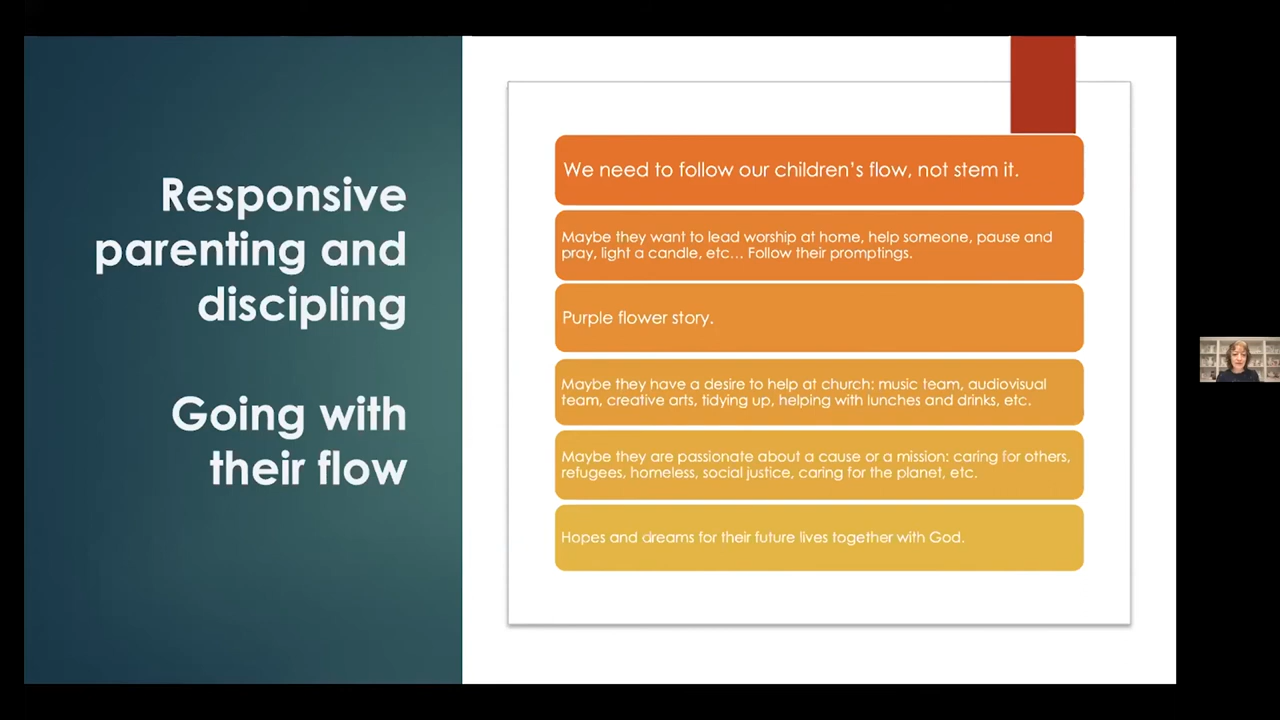 Responsive
parenting and
discipling
Going with
their flow
We need to follow our children’s flow, not stem it.
Maybe they want to lead worship at home, help someone, pause and
pray, light a candle, etc… Follow their promptings.
Purple flower story.
Maybe they have a desire to help at church: music team, audiovisual
team, creative arts, tidying up, helping with lunches and drinks, etc.
Maybe they are passionate about a cause or a mission: caring for others,
refugees, homeless, social justice, caring for the planet, etc.
Hopes and dreams for their future lives together with God.